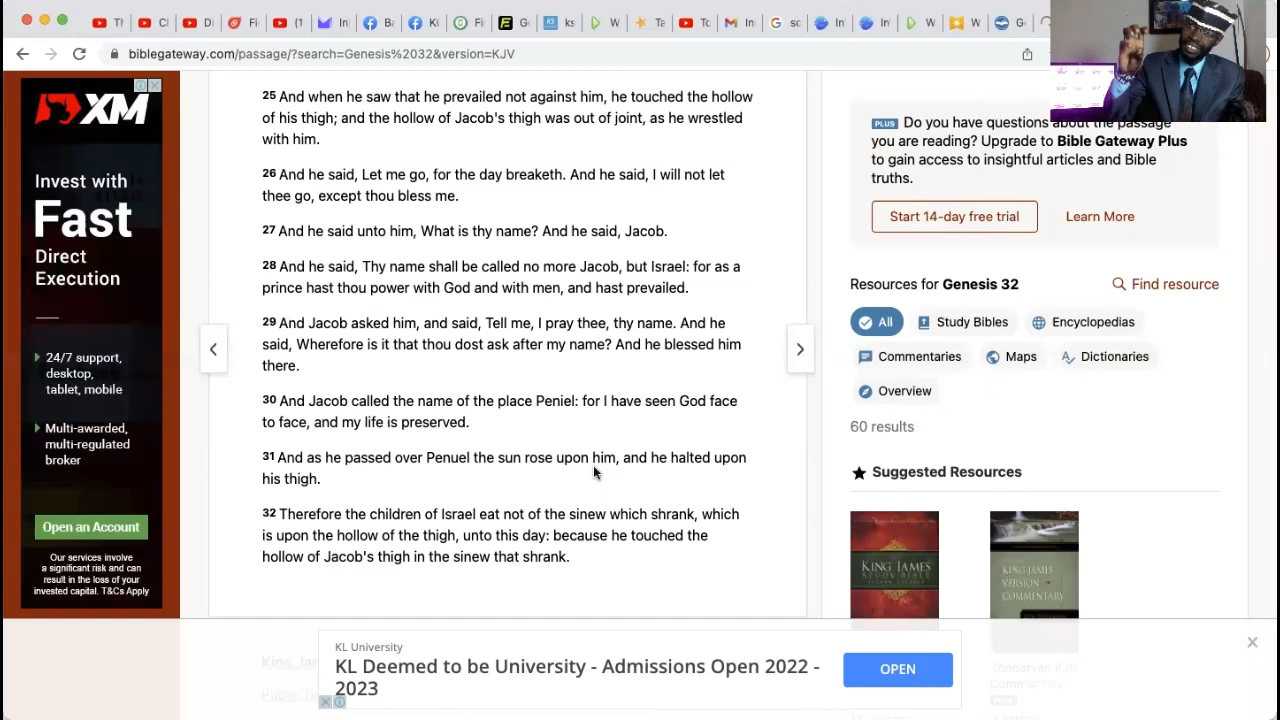 In
Ba
Fi
G
ks
W
Ta
To
In
so
In
In
W
W
G
biblegateway.com/passage/?search=Genesis%2032&version=KJV
XM
Invest with
Fast
Direct
Execution
24/7 support,
desktop,
tablet, mobile
Multi-awarded,
multi-regulated
broker
Open an Account
Our services involve
a significant risk and can
result in the loss of your
invested capital. T&Cs Apply
25 And when he saw that he prevailed not against him, he touched the hollow
of his thigh; and the hollow of Jacob's thigh was out of joint, as he wrestled
with him.
26 And he said, Let me go, for the day breaketh. And he said, I will not let
thee go, except thou bless me.
27 And he said unto him, What is thy name? And he said, Jacob.
28 And he said, Thy name shall be called no more Jacob, but Israel: for as a
prince hast thou power with God and with men, and hast prevailed.
29 And Jacob asked him, and said, Tell me, I pray thee, thy name. And he
said, Wherefore is it that thou dost ask after my name? And he blessed him
there.
30 And Jacob called the name of the place Peniel: for I have seen God face
to face, and my life is preserved.
31 And as he passed over Penuel the sun rose upon him, and he halted upon
his thigh.
32 Therefore the children of Israel eat not of the sinew which shrank, which
is upon the hollow of the thigh, unto this day: because he touched the
hollow of Jacob's thigh in the sinew that shrank.
PLUS Do you have questions about the passage
you are reading? Upgrade to Bible Gateway Plus
to gain access to insightful articles and Bible
truths.
Start 14-day free trial Learn More
Resources for Genesis 32 Find resource
All Study Bibles Encyclopedias
Commentaries Maps Dictionaries
Overview
60 results
Suggested Resources
KING JAMES
STUDY BIBLE
KING JAMES
VERSION
COMMENTARY
KL University
KL Deemed to be University - Admissions Open 2022 -
2023
OPEN
PLUS